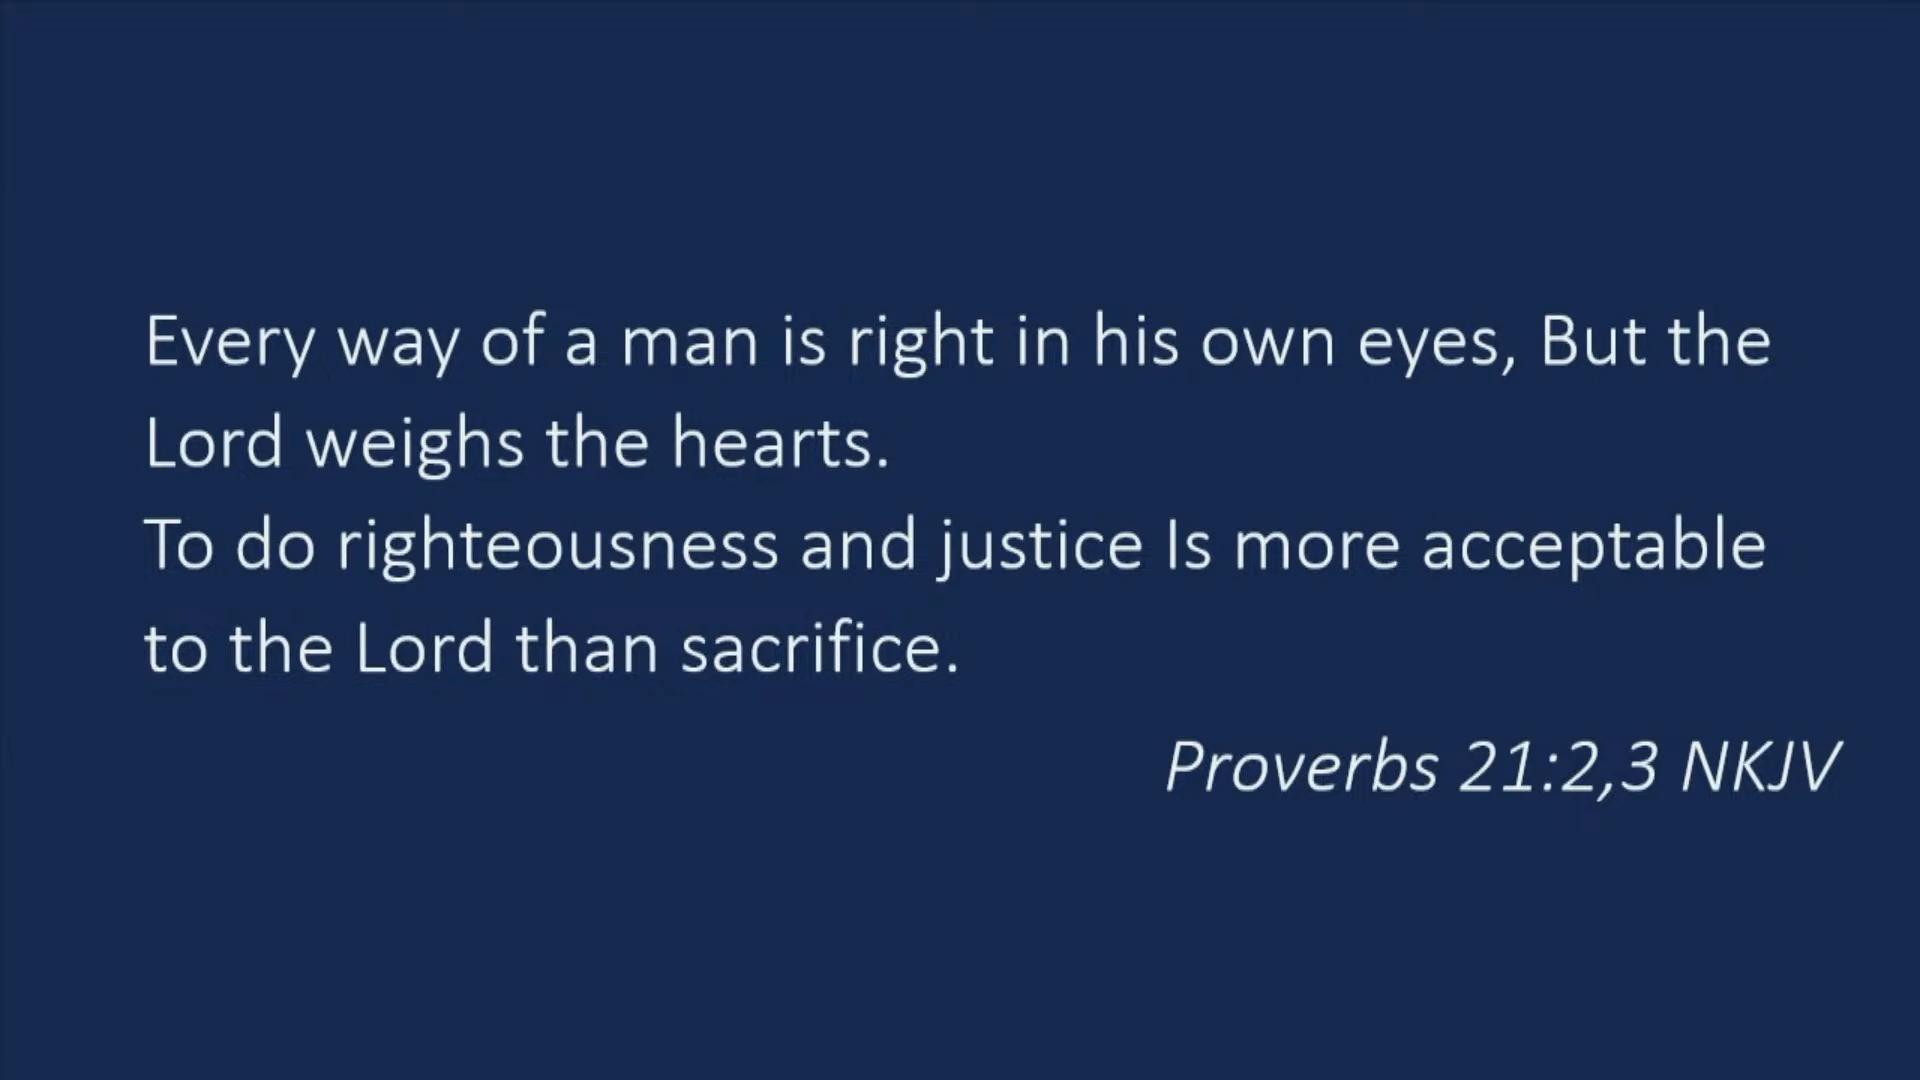 Every way of a man is right in his own eyes, But the
Lord weighs the hearts.
To do righteousness and justice Is more acceptable
to the Lord than sacrifice.
Proverbs 21:2,3 NKJV